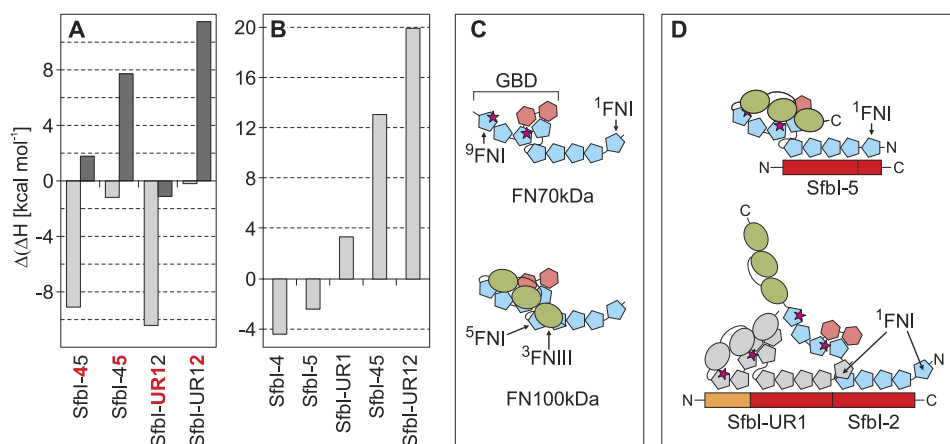 A
Δ(ΔH [kcal mol-1)
8
4
0
-4
-8
SfbI-45
SfbI-45
SfbI-UR12
SfbI-UR12
B
20
16
12
8
4
0
-4
SfbI-4
SfbI-5
SfbI-UR1
SfbI-45
SfbI-UR12
C
GBD
1FNI
9FNI
FN70kDa
5FNI
3FNIII
FN100kDa
D
1FNI
C
N
N
C
SfbI-5
C
1FNI
N
N
C
SfbI-UR1
SfbI-2